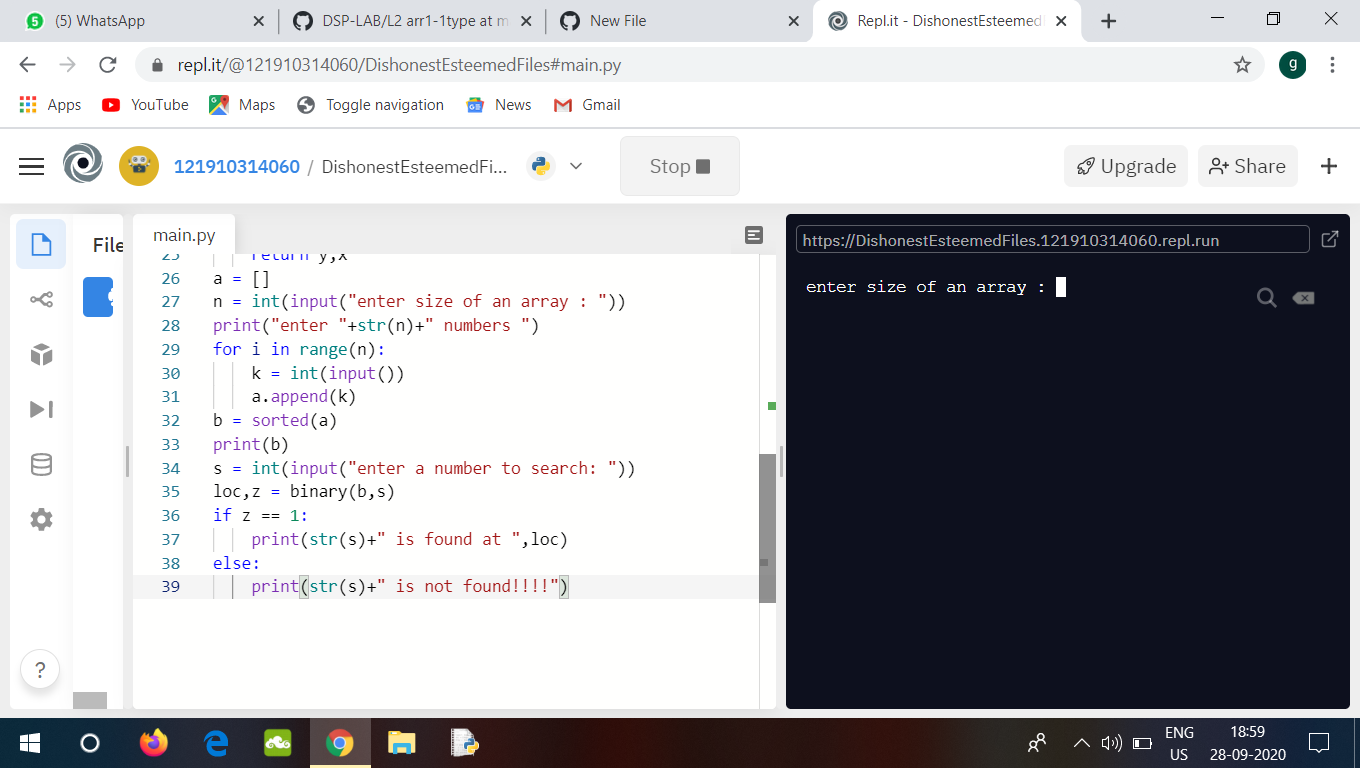 (5) WhatsApp
DSP-LAB/L2 arr1-1type at m
New File
Repl.it - DishonestEsteemed
repl.it/@121910314060/DishonestEsteemedFiles#main.py
g
Apps
YouTube
Maps
Toggle navigation
News
Gmail
121910314060 / DishonestEsteemedFi...
Stop
Upgrade
Share
File
main.py
25 return y,x
26 a = []
27 n = int(input("enter size of an array : "))
28 print("enter "+str(n)+" numbers ")
29 for i in range(n):
30 k = int(input())
31 a.append(k)
32 b = sorted(a)
33 print(b)
34 s = int(input("enter a number to search: "))
35 loc,z = binary(b,s)
36 if z == 1:
37 print(str(s)+" is found at ",loc)
38 else:
39 print(str(s)+" is not found!!!!")
?
https://DishonestEsteemedFiles.121910314060.repl.run
enter size of an array :
ENG
US
18:59
28-09-2020